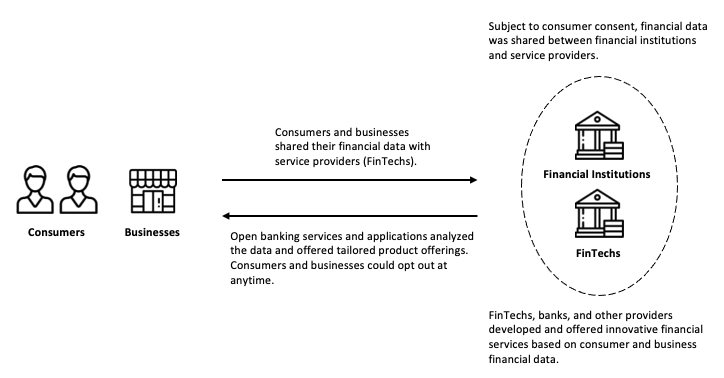 Subject to consumer consent, financial data
was shared between financial institutions
and service providers.
Consumers and businesses
shared their financial data with
service providers (FinTechs).
Financial Institutions
Consumers
Businesses
Open banking services and applications analyzed
the data and offered tailored product offerings.
Consumers and businesses could opt out at
anytime.
FinTechs
FinTechs, banks, and other providers
developed and offered innovative financial
services based on consumer and business
financial data.